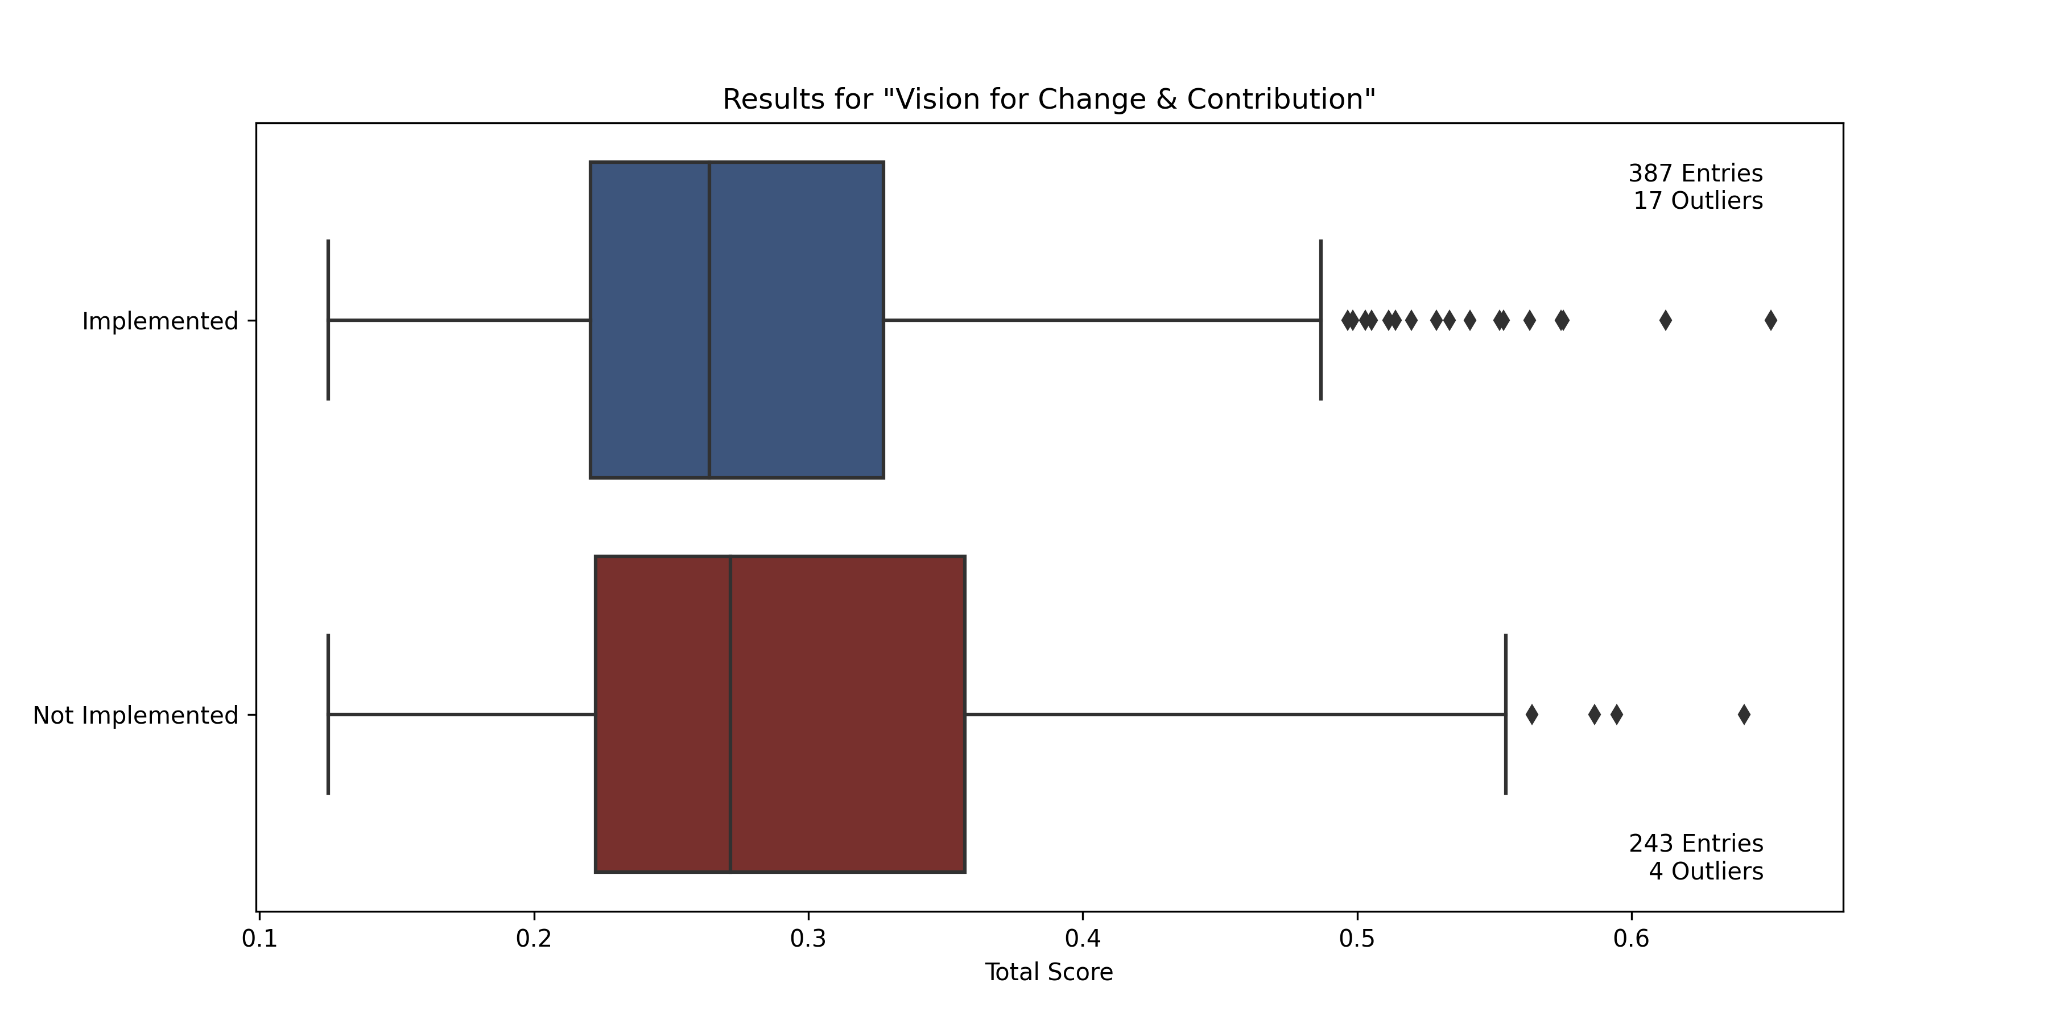 Results for "Vision for Change & Contribution"
387 Entries
17 Outliers
Implemented
Not Implemented
243 Entries
4 Outliers
0.1 0.2 0.3 0.4 0.5 0.6
Total Score